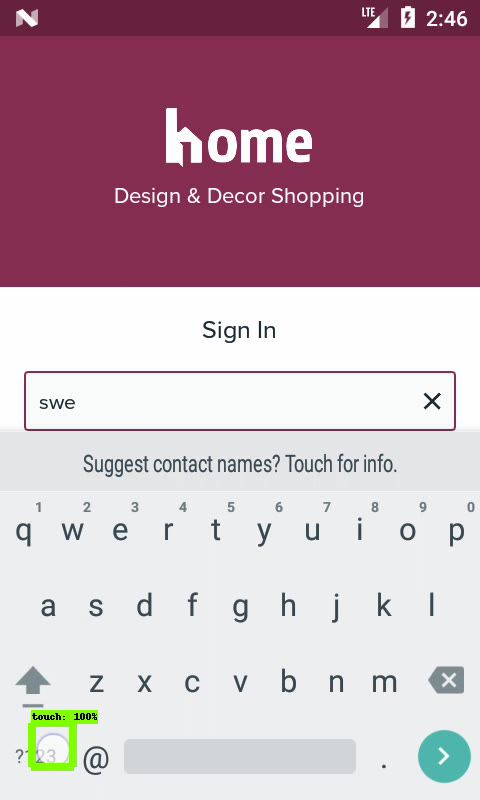 LTE 2:46
home
Design & Decor Shopping
Sign In
swe
Suggest contact names? Touch for info.
1 2 3 4 5 6 7 8 9 0
q w e r t y u i o p
a s d f g h j k l
z x c v b n m
touch: 100%
?123 @ .